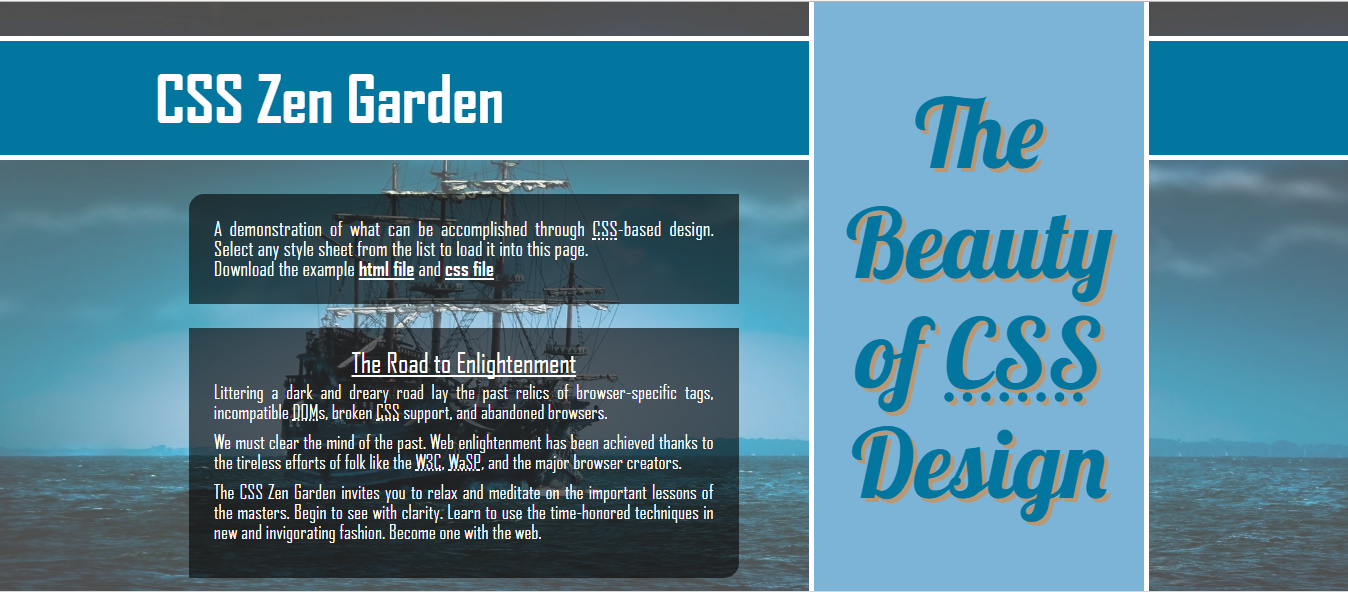 CSS Zen Garden
A demonstration of what can be accomplished through CSS-based design.
Select any style sheet from the list to load it into this page.
Download the example html file and css file
The Road to Enlightenment
Littering a dark and dreary road lay the past relics of browser-specific tags,
incompatible DOMs, broken CSS support, and abandoned browsers.
We must clear the mind of the past. Web enlightenment has been achieved thanks to
the tireless efforts of folk like the W3C, WaSP, and the major browser creators.
The CSS Zen Garden invites you to relax and meditate on the important lessons of
the masters. Begin to see with clarity. Learn to use the time-honored techniques in
new and invigorating fashion. Become one with the web.
The
Beauty
of CSS
Design